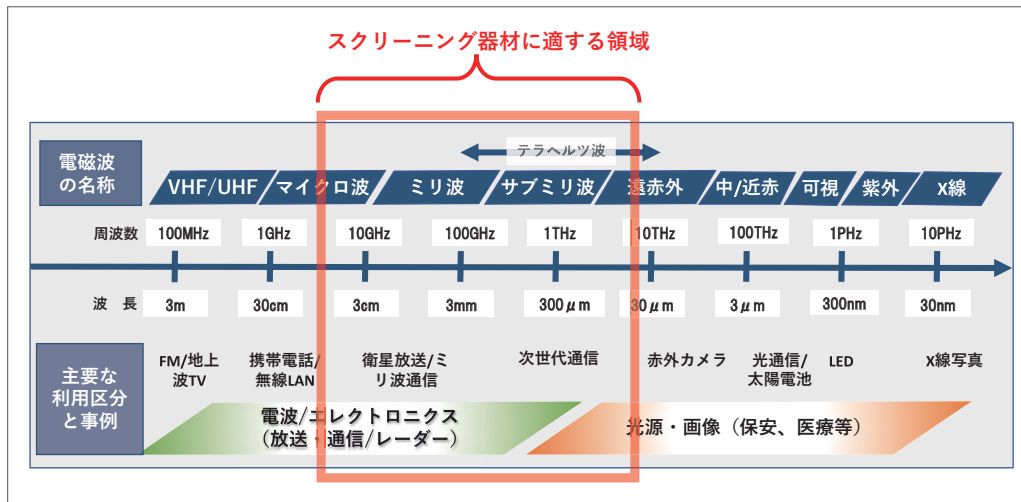 スクリーニング器材に適する領域
テラヘルツ波
電磁波
の名称
VHF/UHF マイクロ波 ミリ波 サブミリ波 遠赤外 中/近赤 可視 紫外 X線
周波数 100MHz 1GHz 10GHz 100GHz 1THz 10THz 100THz 1PHz 10PHz
波 長 3m 30cm 3cm 3mm 300μm 30μm 3μm 300nm 30nm
主要な
利用区分
と事例
FM/地上
波TV
携帯電話/
無線LAN
衛星放送/ミ
リ波通信
次世代通信
赤外カメラ
光通信/
太陽電池
LED
X線写真
電波/エレクトロニクス
(放送・通信/レーダー)
光源・画像(保安、医療等)